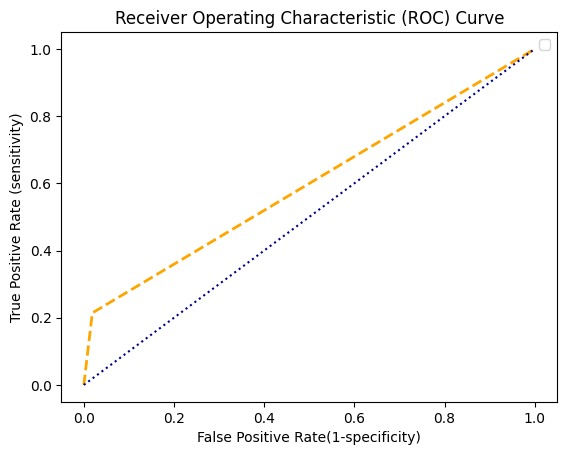 Receiver Operating Characteristic (ROC) Curve
1.0
0.8
0.6
0.4
0.2
0.0
True Positive Rate (sensitivity)
0.0 0.2 0.4 0.6 0.8 1.0
False Positive Rate(1-specificity)